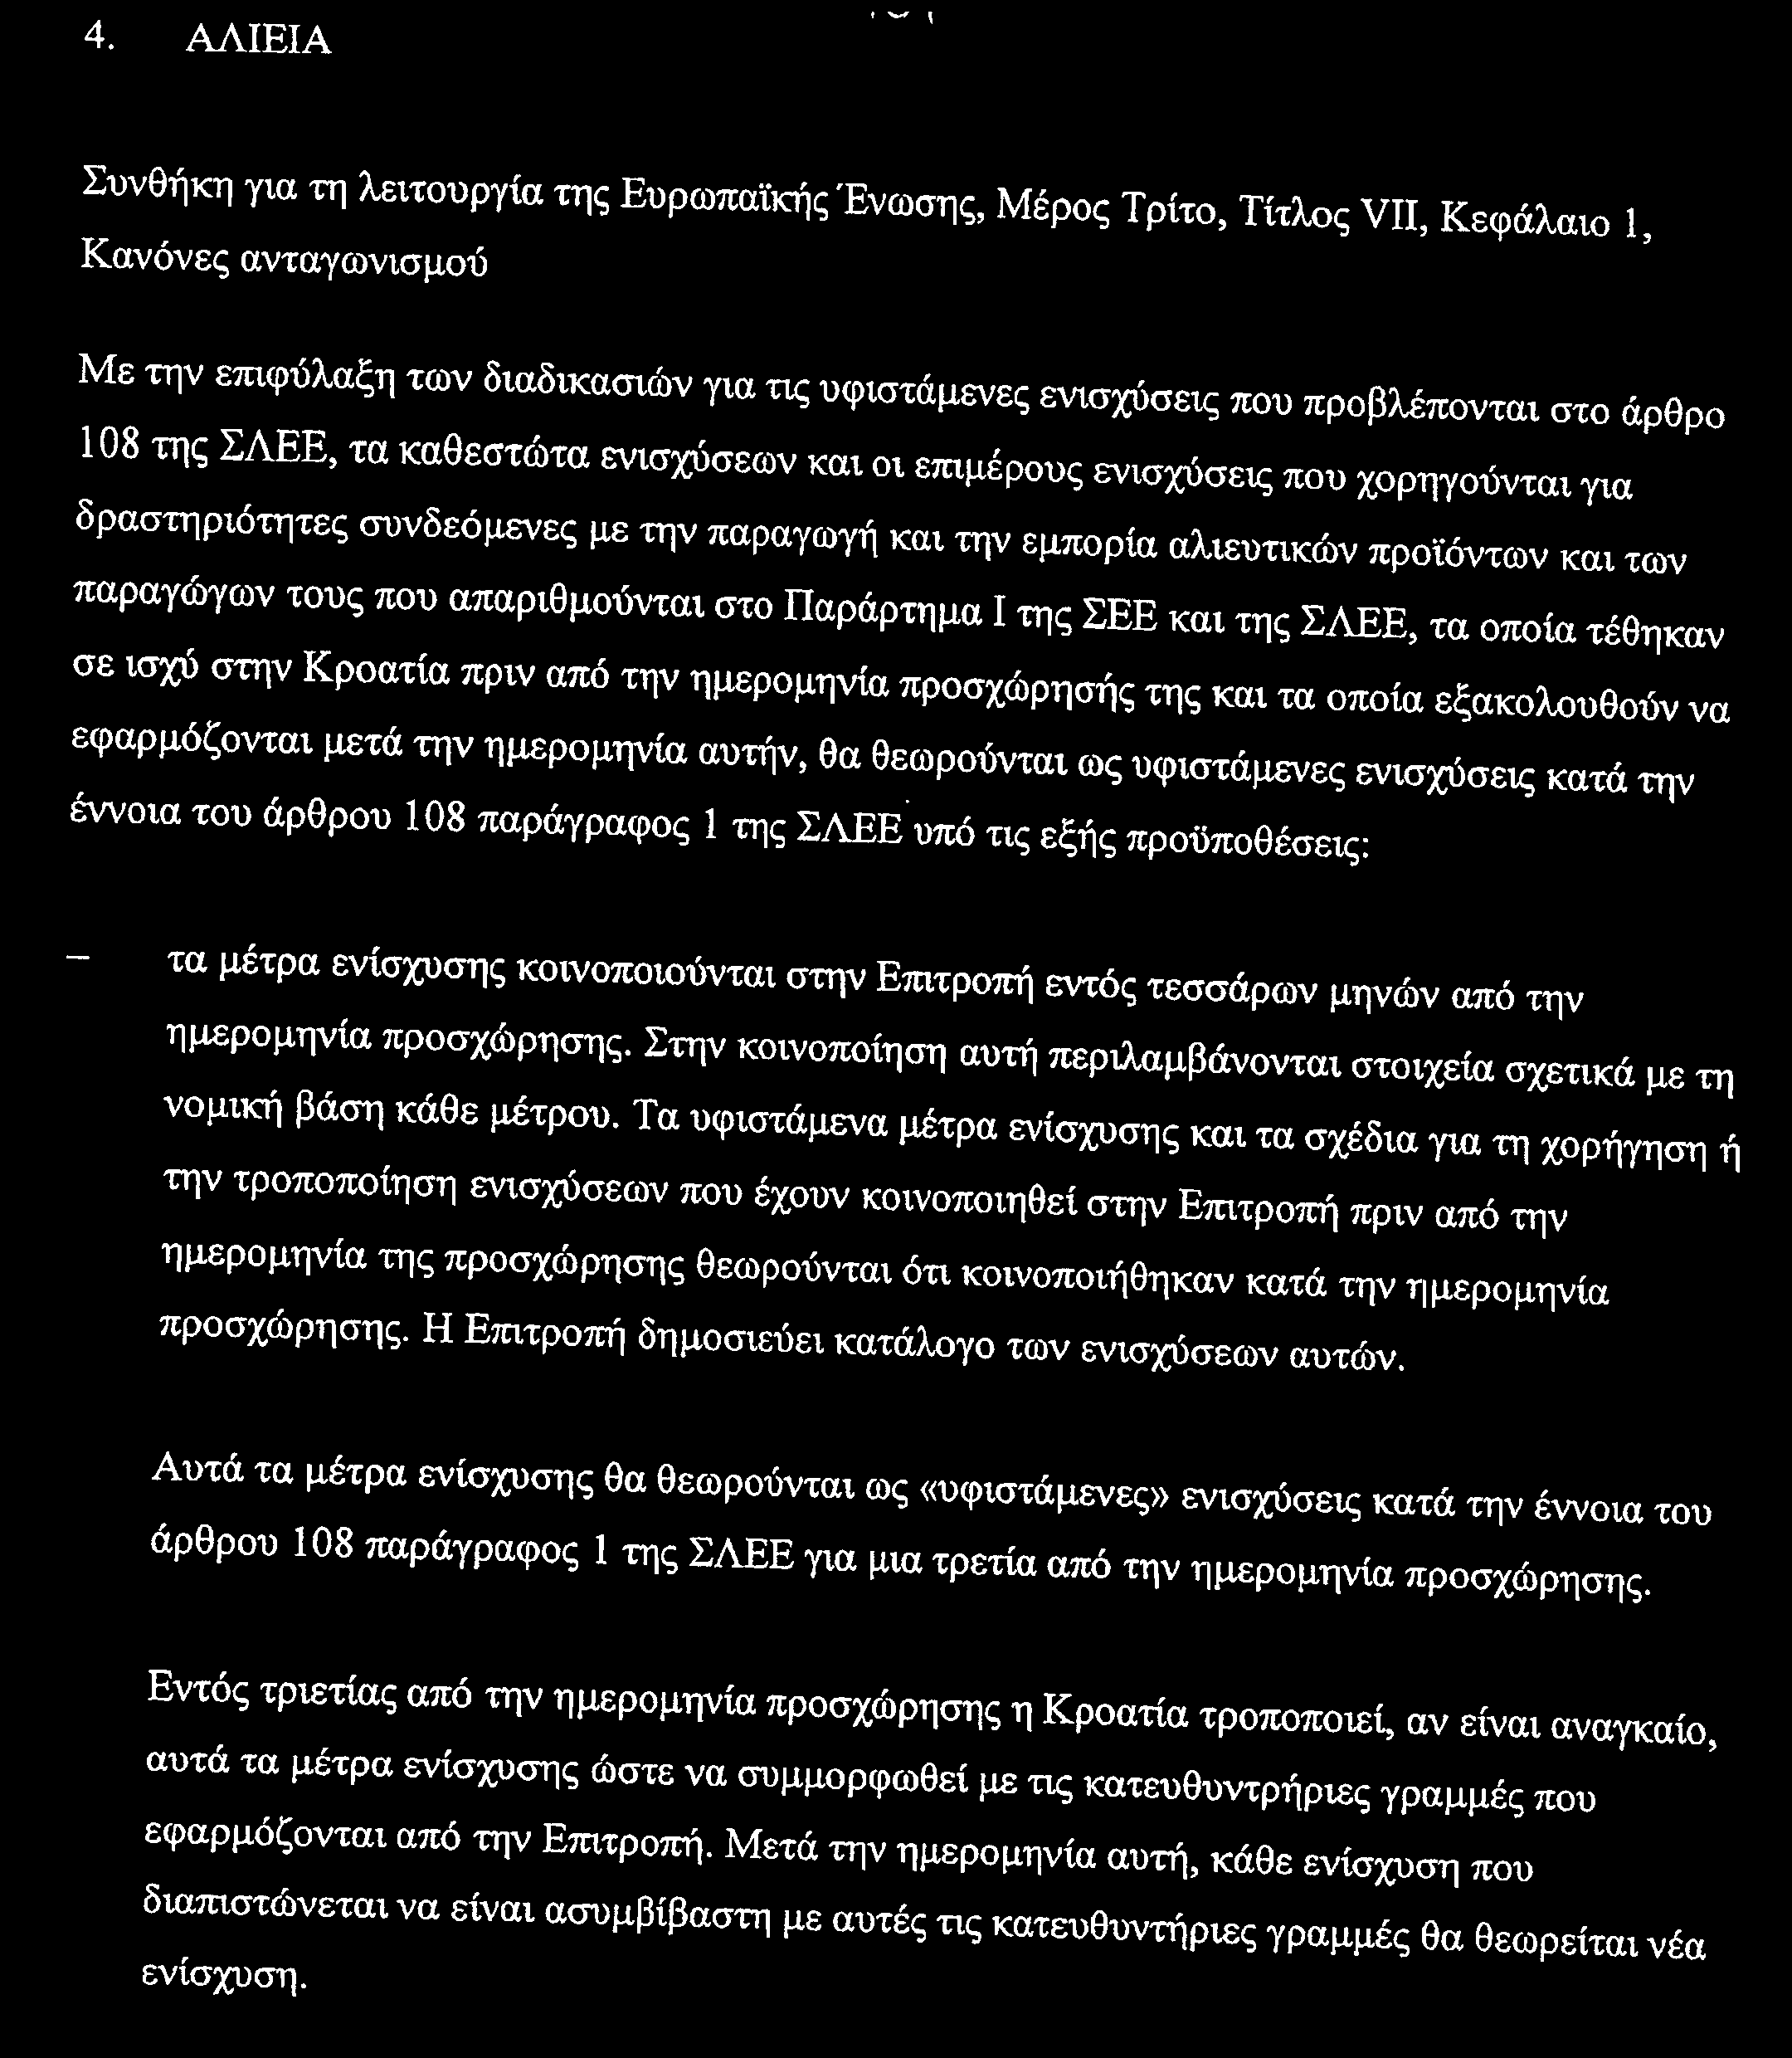 4. ΑΛΙΕΙΑ
Συνθήκη για τη λειτουργία της Ευρωπαϊκής Ένωσης, Μέρος Τρίτο, Τίτλος VII, Κεφάλαιο 1,
Κανόνες ανταγωνισμού
Με την επιφύλαξη των διαδικασιών για τις υφιστάμενες ενισχύσεις που προβλέπονται στο άρθρο
108 της ΣΛΕΕ, τα καθεστώτα ενισχύσεων και οι επιμέρους ενισχύσεις που χορηγούνται για
δραστηριότητες συνδεόμενες με την παραγωγή και την εμπορία αλιευτικών προϊόντων και των
παραγώγων τους που απαριθμούνται στο Παράρτημα Ι της ΣΕΕ και της ΣΛΕΕ, τα οποία τέθηκαν
σε ισχύ στην Κροατία πριν από την ημερομηνία προσχώρησής της και τα οποία εξακολουθούν να
εφαρμόζονται μετά την ημερομηνία αυτήν, θα θεωρούνται ως υφιστάμενες ενισχύσεις κατά την
έννοια του άρθρου 108 παράγραφος 1 της ΣΛΕΕ υπό τις εξής προϋποθέσεις:
– τα μέτρα ενίσχυσης κοινοποιούνται στην Επιτροπή εντός τεσσάρων μηνών από την
ημερομηνία προσχώρησης. Στην κοινοποίηση αυτή περιλαμβάνονται στοιχεία σχετικά με τη
νομική βάση κάθε μέτρου. Τα υφιστάμενα μέτρα ενίσχυσης και τα σχέδια για τη χορήγηση ή
την τροποποίηση ενισχύσεων που έχουν κοινοποιηθεί στην Επιτροπή πριν από την
ημερομηνία της προσχώρησης θεωρούνται ότι κοινοποιήθηκαν κατά την ημερομηνία
προσχώρησης. Η Επιτροπή δημοσιεύει κατάλογο των ενισχύσεων αυτών.
Αυτά τα μέτρα ενίσχυσης θα θεωρούνται ως «υφιστάμενες» ενισχύσεις κατά την έννοια του
άρθρου 108 παράγραφος 1 της ΣΛΕΕ για μια τρετία από την ημερομηνία προσχώρησης.
Εντός τριετίας από την ημερομηνία προσχώρησης η Κροατία τροποποιεί, αν είναι αναγκαίο,
αυτά τα μέτρα ενίσχυσης ώστε να συμμορφωθεί με τις κατευθυντρήριες γραμμές που
εφαρμόζονται από την Επιτροπή. Μετά την ημερομηνία αυτή, κάθε ενίσχυση που
διαπιστώνεται να είναι ασυμβίβαστη με αυτές τις κατευθυντήριες γραμμές θα θεωρείται νέα
ενίσχυση.